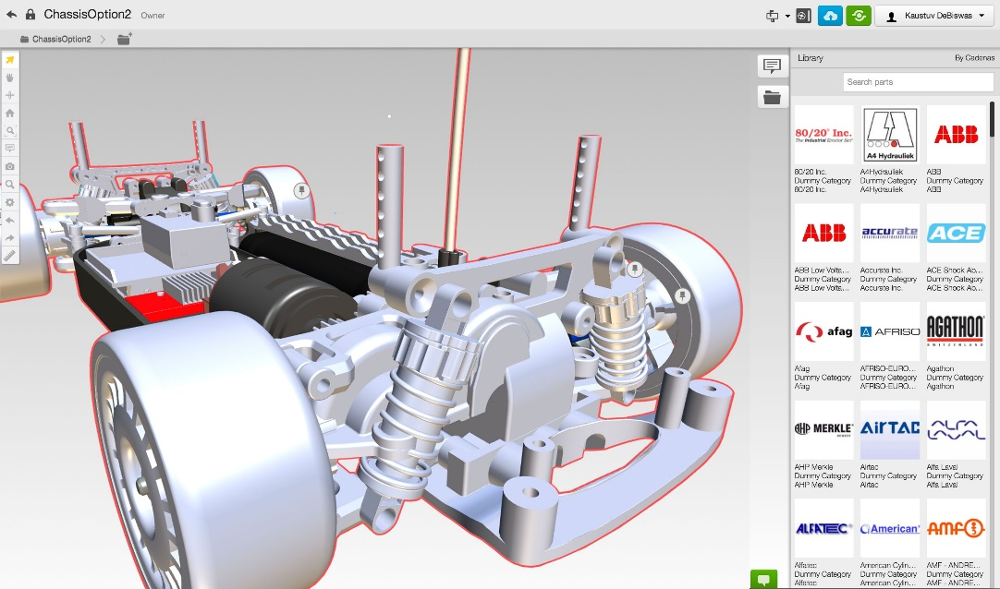 ChassisOption2 Owner
Kaustuv DeBiswas
ChassisOption2
Library By Cadenas
Search parts
80/20 Inc.
The Industrial Erector Set
A4 Hydrauliek
ABB
80/20 Inc. A4Hydrauliek ABB
Dummy Category Dummy Category Dummy Category
80/20 Inc. A4Hydrauliek ABB
ABB accurate ACE
ABB Low Volta... Accurate Inc. ACE Shock Ab...
Dummy Category Dummy Category Dummy Category
ABB Low Volta... Accurate Inc. ACE Shock Ab...
afag AFRISO AGATHON
SWITZERLAND
Afag AFRISO-EURO... Agathon
Dummy Category Dummy Category Dummy Category
Afag AFRISO-EURO... Agathon
AHP MERKLE AirTAC
AHP Merkle Airtac Alfa Laval
Dummy Category Dummy Category Dummy Category
AHP Merkle Airtac Alfa Laval
ALFATEC American AMF
Alfatec American Cylin... AMF - ANDRE...
Dummy Category Dummy Category Dummy Category
Alfatec American Cylin... AMF - ANDRE...